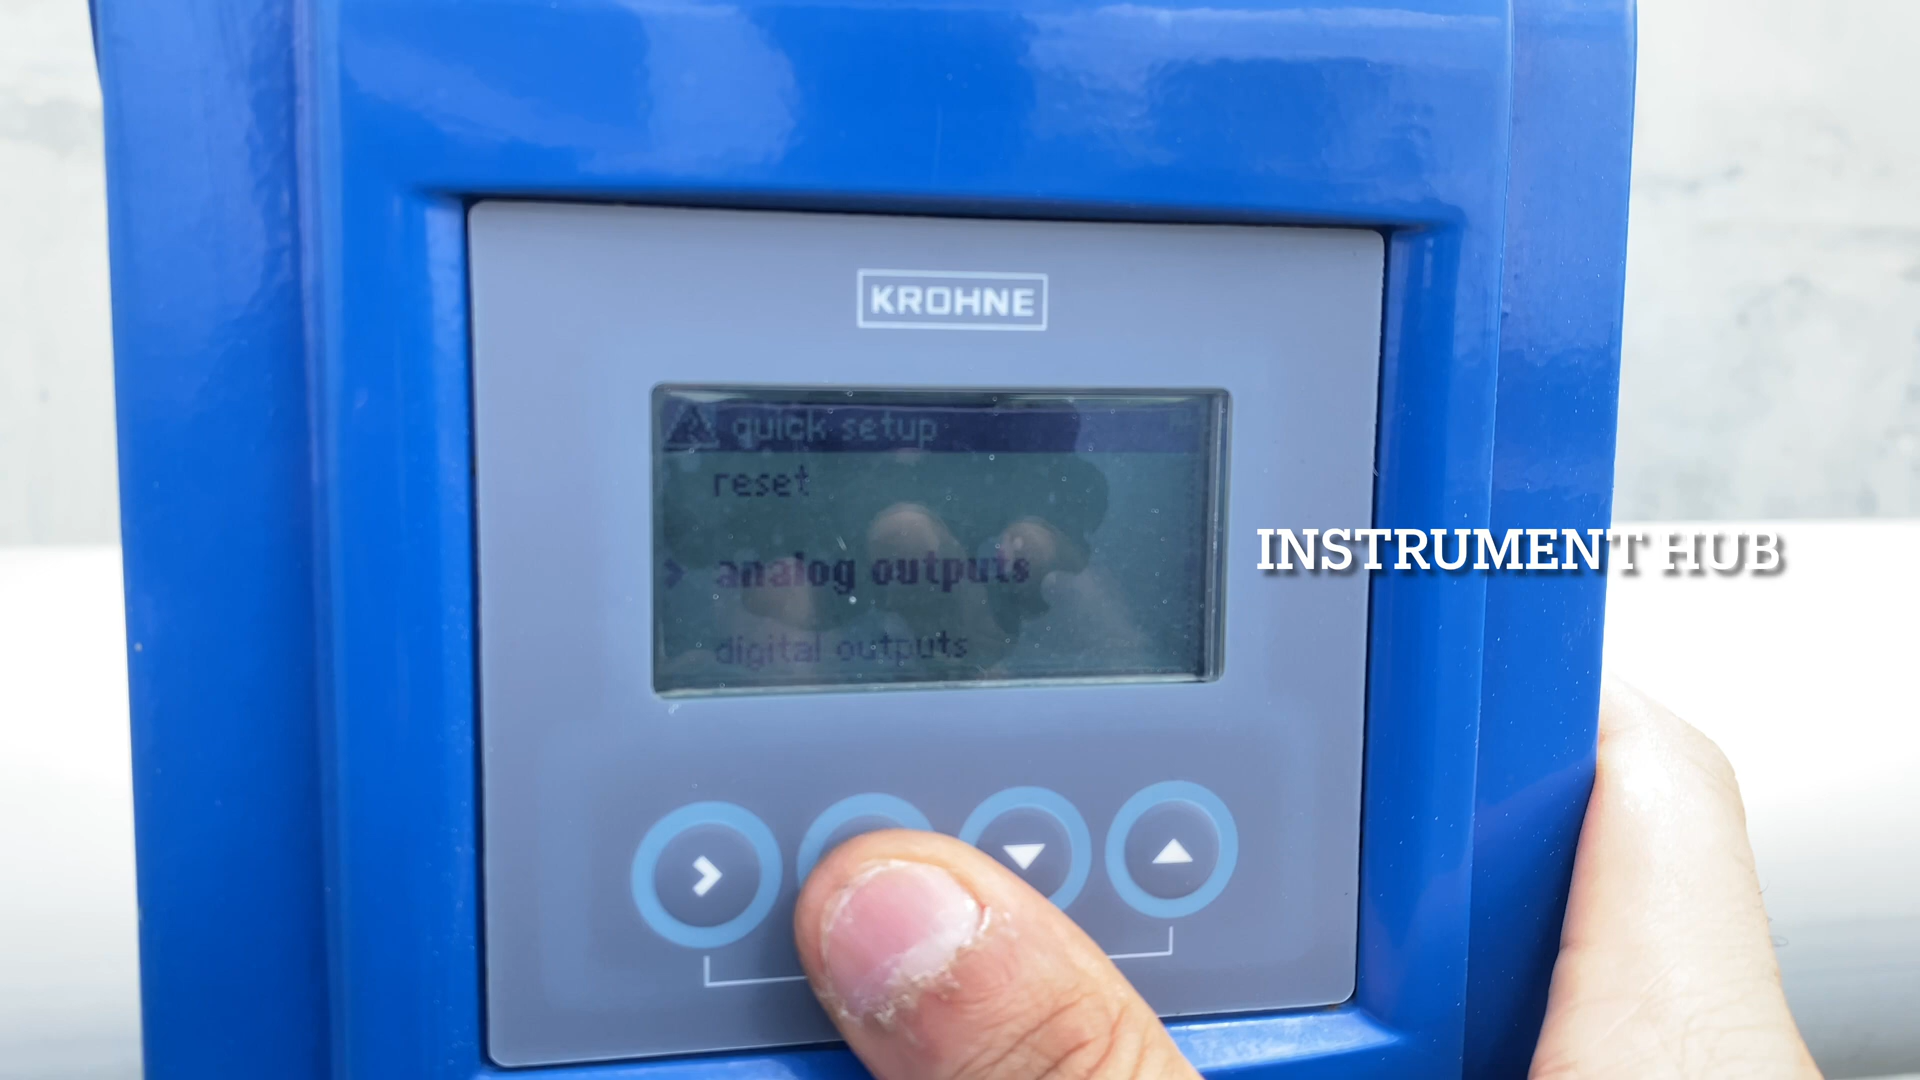 KROHNE
quick setup
reset
> analog outputs
digital outputs
INSTRUMENT HUB